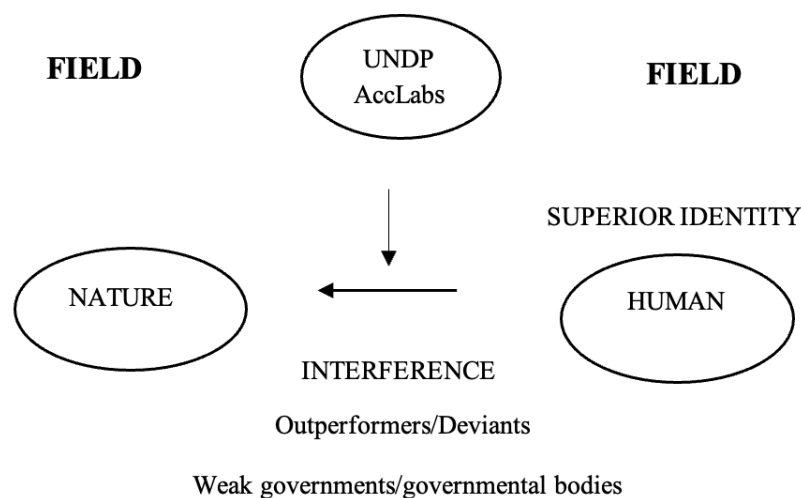 FIELD
UNDP
AccLabs
FIELD
SUPERIOR IDENTITY
NATURE
HUMAN
INTERFERENCE
Outperformers/Deviants
Weak governments/governmental bodies